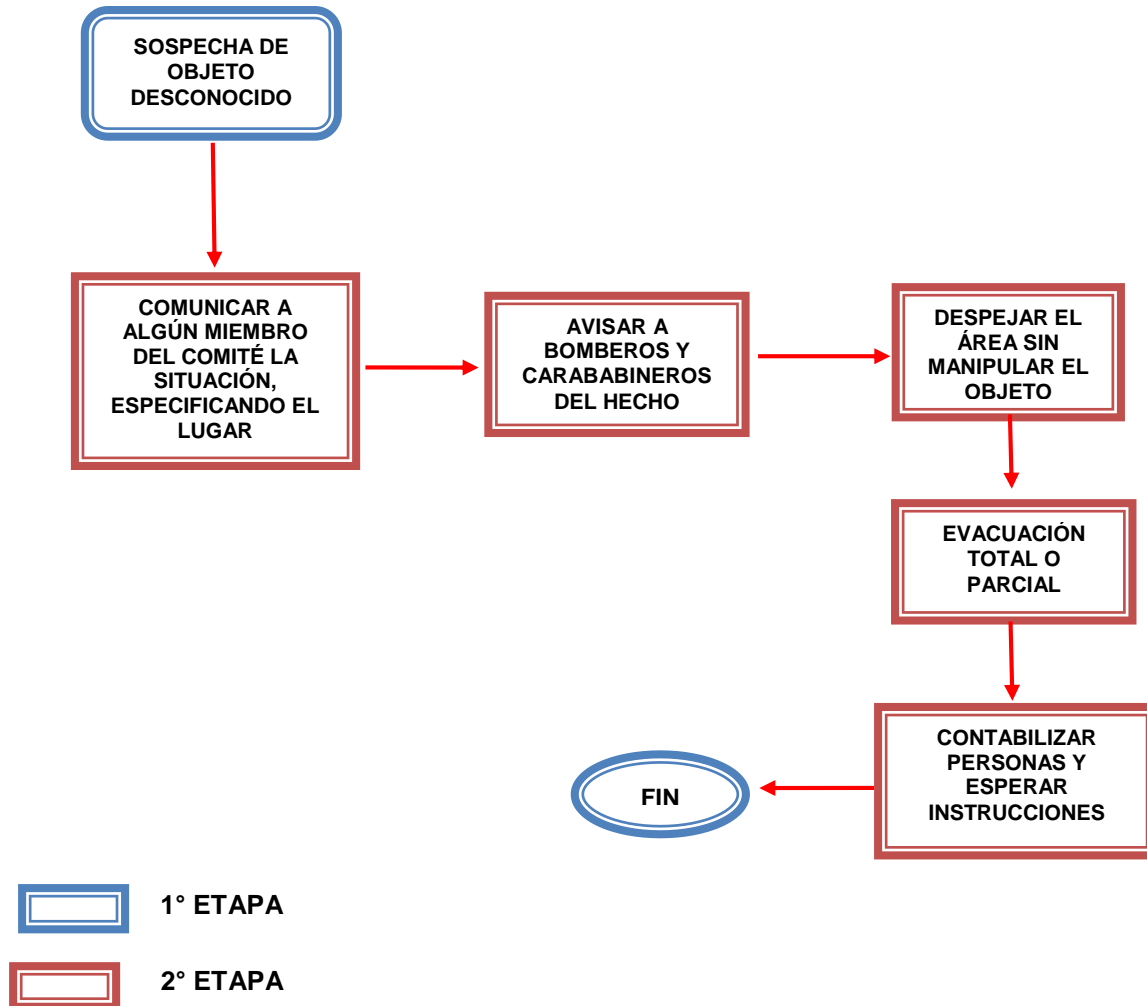 SOSPECHA DE
OBJETO
DESCONOCIDO
COMUNICAR A
ALGÚN MIEMBRO
DEL COMITÉ LA
SITUACIÓN,
ESPECIFICANDO EL
LUGAR
AVISAR A
BOMBEROS Y
CARABABINEROS
DEL HECHO
DESPEJAR EL
ÁREA SIN
MANIPULAR EL
OBJETO
EVACUACIÓN
TOTAL O
PARCIAL
CONTABILIZAR
PERSONAS Y
ESPERAR
INSTRUCCIONES
FIN
1° ETAPA
2° ETAPA